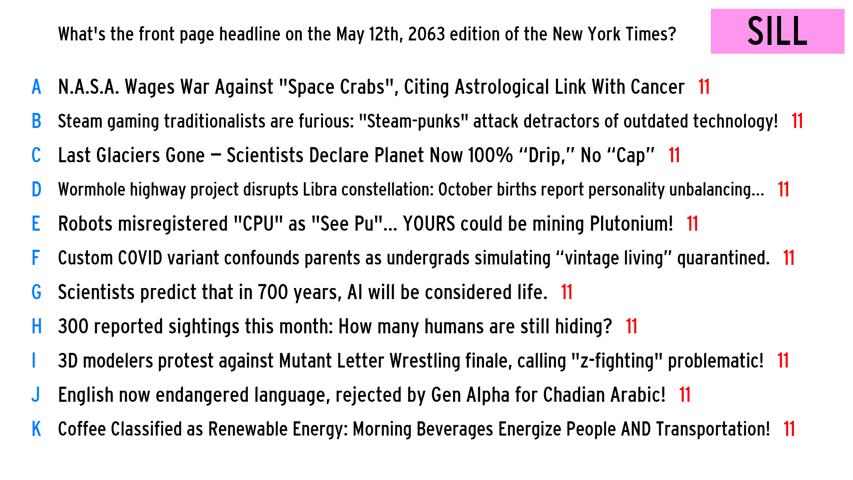 What's the front page headline on the May 12th, 2063 edition of the New York Times?
SILL
A N.A.S.A. Wages War Against "Space Crabs", Citing Astrological Link With Cancer 11
B Steam gaming traditionalists are furious: "Steam-punks" attack detractors of outdated technology! 11
C Last Glaciers Gone – Scientists Declare Planet Now 100% “Drip,” No “Cap” 11
D Wormhole highway project disrupts Libra constellation: October births report personality unbalancing... 11
E Robots misregistered "CPU" as "See Pu"... YOURS could be mining Plutonium! 11
F Custom COVID variant confounds parents as undergrads simulating “vintage living” quarantined. 11
G Scientists predict that in 700 years, AI will be considered life. 11
H 300 reported sightings this month: How many humans are still hiding? 11
I 3D modelers protest against Mutant Letter Wrestling finale, calling "z-fighting" problematic! 11
J English now endangered language, rejected by Gen Alpha for Chadian Arabic! 11
K Coffee Classified as Renewable Energy: Morning Beverages Energize People AND Transportation! 11